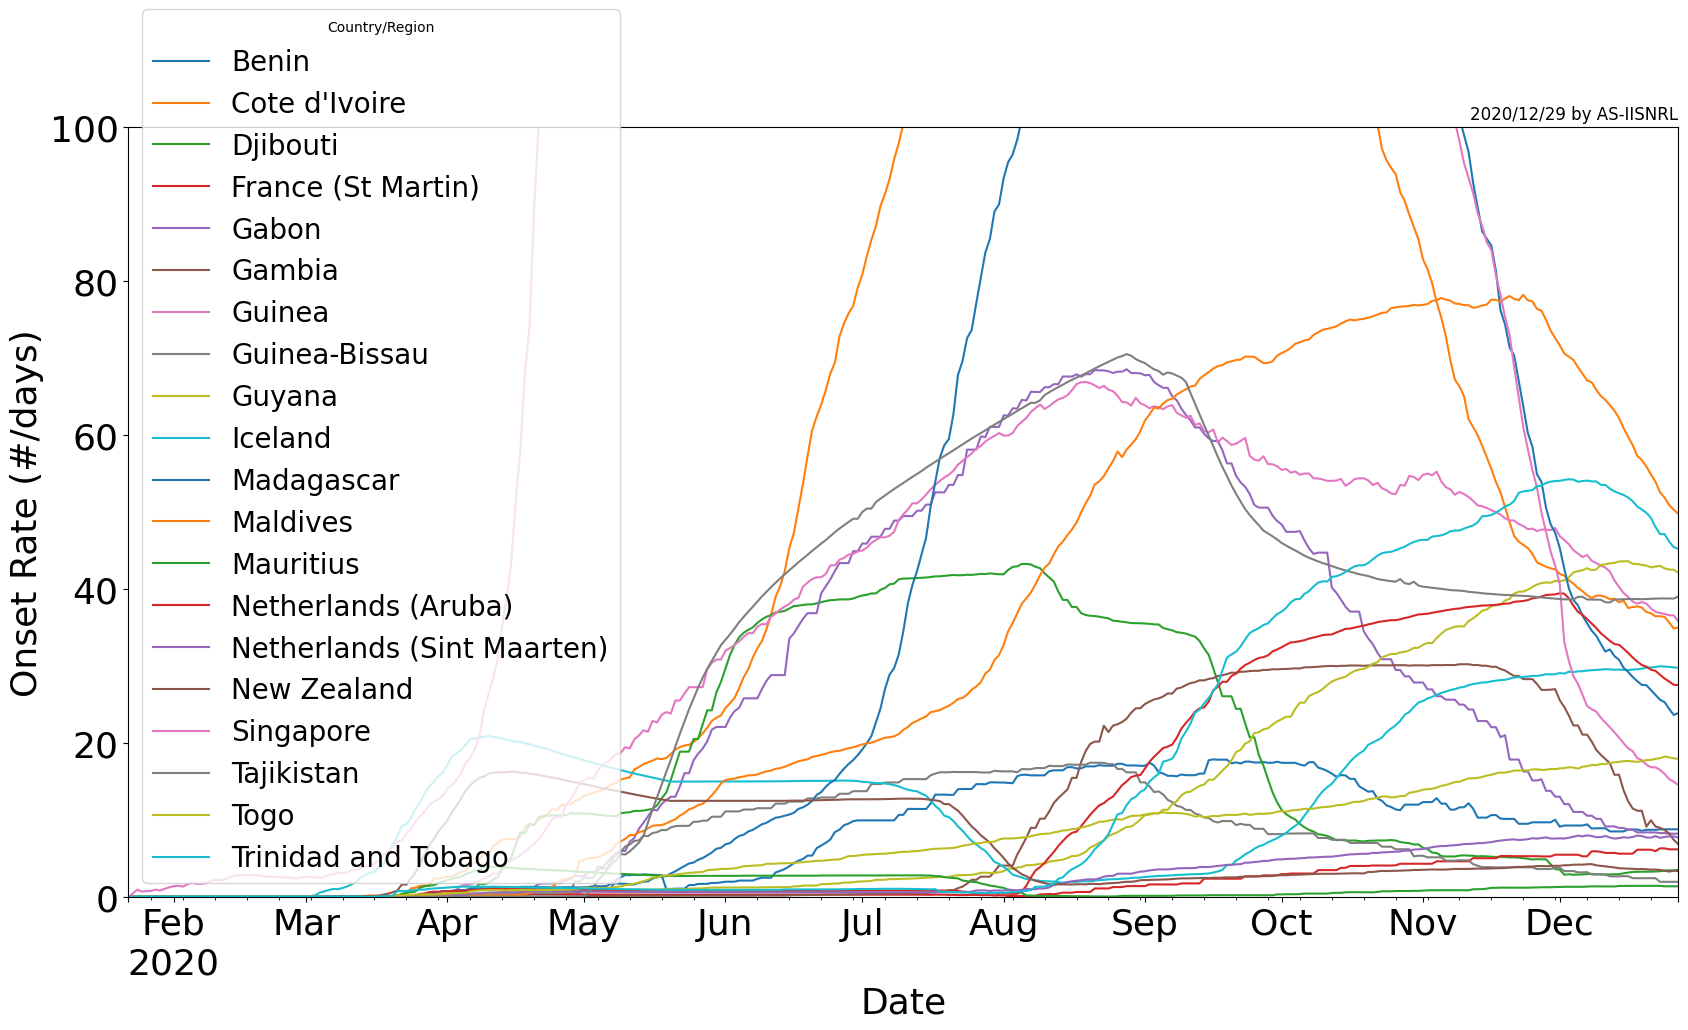 Country/Region
Benin
Cote d'Ivoire
Djibouti
France (St Martin)
Gabon
Gambia
Guinea
Guinea-Bissau
Guyana
Iceland
Madagascar
Maldives
Mauritius
Netherlands (Aruba)
Netherlands (Sint Maarten)
New Zealand
Singapore
Tajikistan
Togo
Trinidad and Tobago
2020/12/29 by AS-IISNRL
100
80
60
40
20
0
Onset Rate (#/days)
Feb Mar Apr May Jun Jul Aug Sep Oct Nov Dec
2020
Date